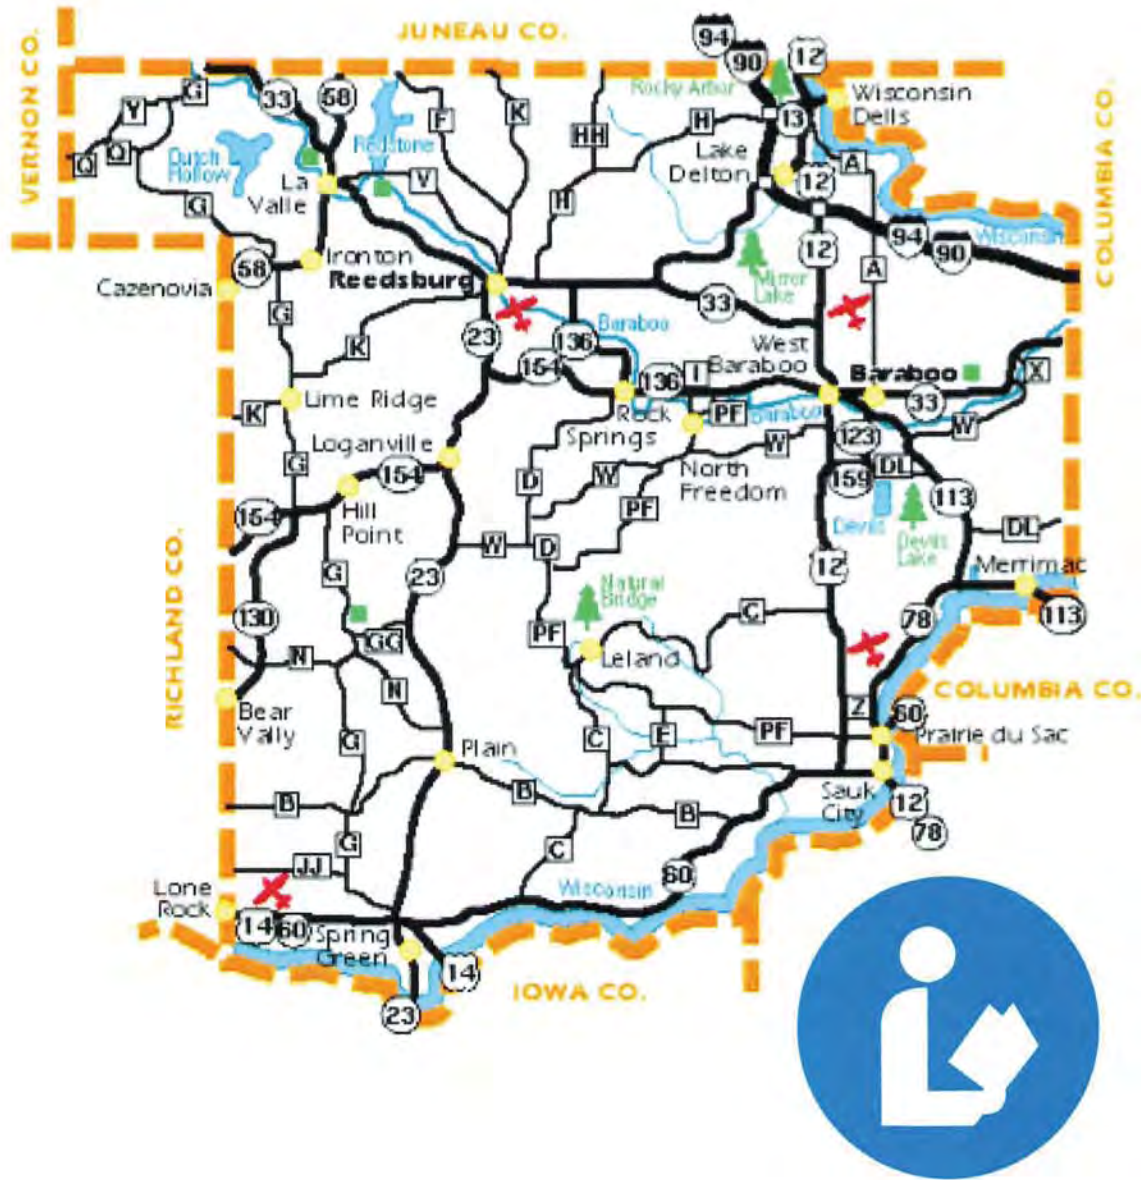 JUNEAU CO.
VERNON CO.
COLUMBIA CO.
94
90
12
Rocky Arbor
Wisconsin
Dells
G
33
58
Y
F
K
HH
H
13
Q
Q
Dutch
Hollow
Redstone
Lake
Delton
A
12
La
Valle
V
G
H
12
94
90
Wisconsin
Ironton
58
Reedsburg
Mirror
Lake
A
Cazenovia
33
G
23
136
Baraboo
West
Baraboo
K
154
136
I
Baraboo
X
Lime Ridge
Rock
Springs
PF
Baraboo
33
K
W
123
W
Loganville
G
154
D
W
North
Freedom
159
DL
113
154
Hill
Point
PF
Devils
Devils
Lake
DL
W
D
12
Merrimac
G
23
Natural
Bridge
RICHLAND CO.
130
GG
PF
C
78
113
Leland
N
N
COLUMBIA CO.
Bear
Vally
G
C
F
PF
Z
60
Prairie du Sac
Plain
B
B
B
Sauk
City
12
78
G
C
JJ
60
Lone
Rock
Wisconsin
14
60
Spring
Green
14
23
IOWA CO.